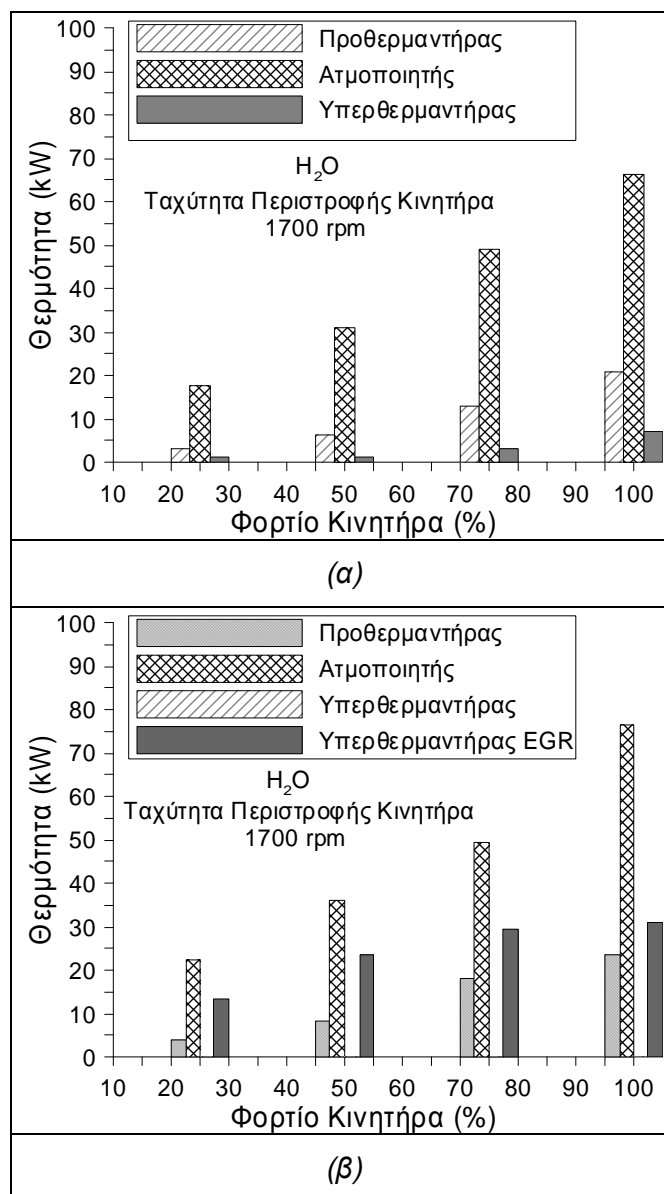 100
90
80
70
60
50
40
30
20
10
0
Θερμότητα (kW)
Προθερμαντήρας
Ατμοποιητής
Υπερθερμαντήρας
H₂O
Ταχύτητα Περιστροφής Κινητήρα
1700 rpm
10 20 30 40 50 60 70 80 90 100
Φορτίο Κινητήρα (%)
(α)
100
90
80
70
60
50
40
30
20
10
0
Θερμότητα (kW)
Προθερμαντήρας
Ατμοποιητής
Υπερθερμαντήρας
Υπερθερμαντήρας EGR
H₂O
Ταχύτητα Περιστροφής Κινητήρα
1700 rpm
10 20 30 40 50 60 70 80 90 100
Φορτίο Κινητήρα (%)
(β)